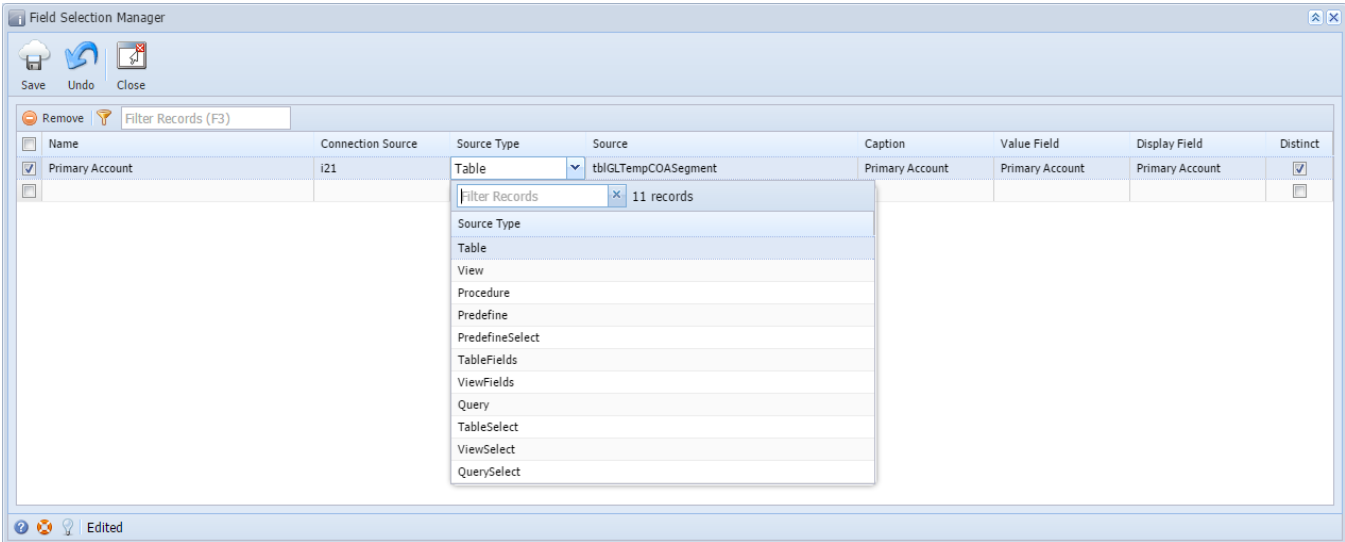 Field Selection Manager
Save Undo Close
Remove Filter Records (F3)
Name Connection Source Source Type Source Caption Value Field Display Field Distinct
Primary Account i21 Table tblGLTempCOASegment Primary Account Primary Account Primary Account
Filter Records 11 records
Source Type
Table
View
Procedure
Predefine
PredefineSelect
TableFields
ViewFields
Query
TableSelect
ViewSelect
QuerySelect
Edited